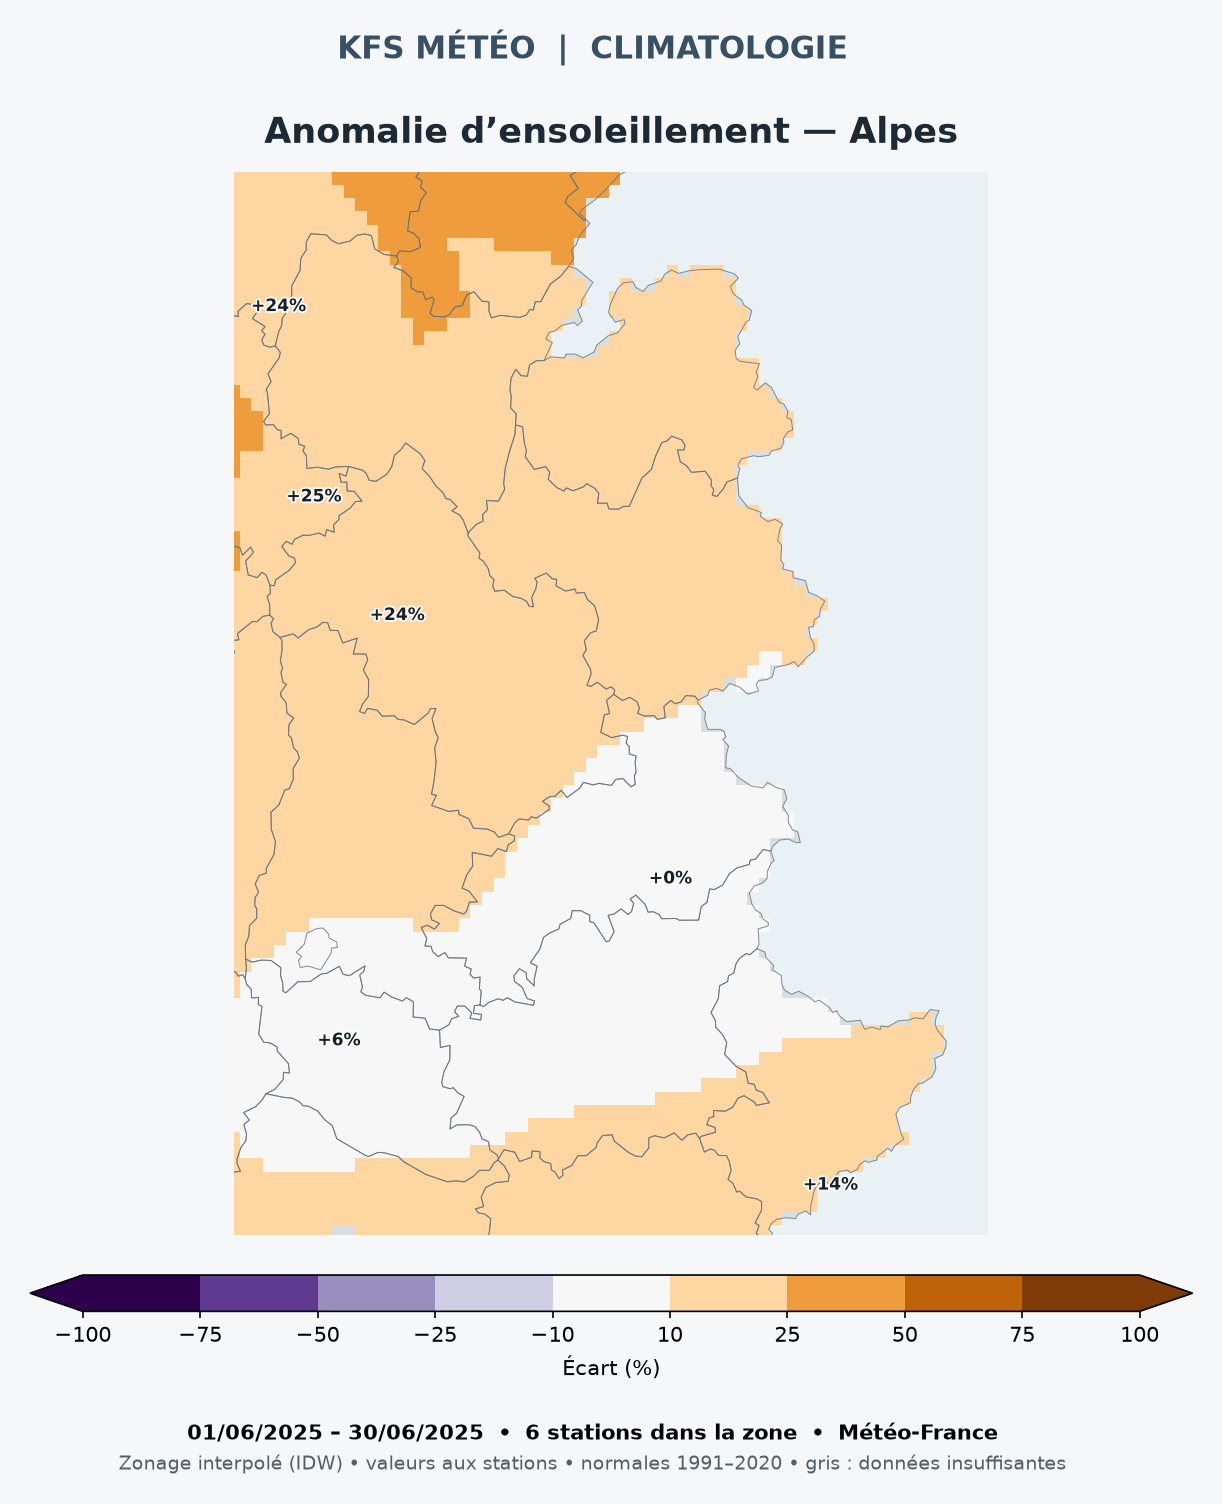 KFS MÉTÉO | CLIMATOLOGIE
Anomalie d’ensoleillement — Alpes
+24%
+25%
+24%
+0%
+6%
+14%
−100 −75 −50 −25 −10 10 25 50 75 100
Écart (%)
01/06/2025 – 30/06/2025 • 6 stations dans la zone • Météo-France
Zonage interpolé (IDW) • valeurs aux stations • normales 1991–2020 • gris : données insuffisantes